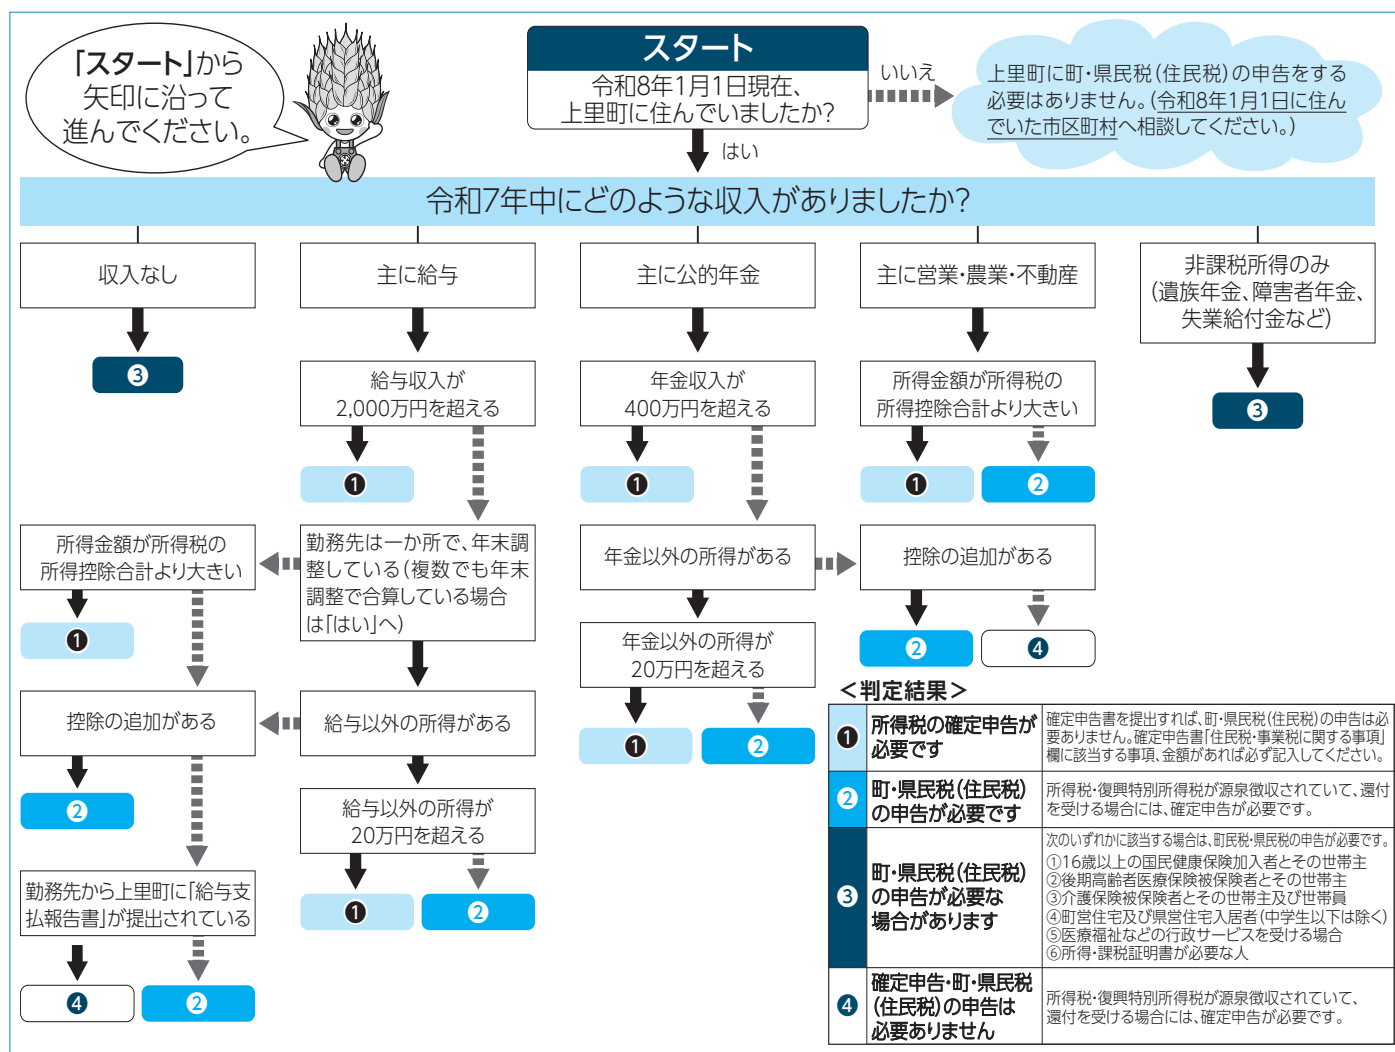 「スタート」から
矢印に沿って
進んでください。
スタート
令和8年1月1日現在、
上里町に住んでいましたか?
いいえ
上里町に町・県民税(住民税)の申告をする
必要はありません。(令和8年1月1日に住ん
でいた市区町村へ相談してください。)
はい
令和7年中にどのような収入がありましたか?
収入なし
主に給与
主に公的年金
主に営業・農業・不動産
非課税所得のみ
(遺族年金、障害者年金、
失業給付金など)
❸
給与収入が
2,000万円を超える
年金収入が
400万円を超える
所得金額が所得税の
所得控除合計より大きい
❸
❶
❶
❶
❷
所得金額が所得税の
所得控除合計より大きい
勤務先は一か所で、年末調
整している(複数でも年末
調整で合算している場合
は「はい」へ)
年金以外の所得がある
控除の追加がある
❶
年金以外の所得が
20万円を超える
❷
❹
控除の追加がある
給与以外の所得がある
❶
❷
❷
給与以外の所得が
20万円を超える
勤務先から上里町に「給与支
払報告書」が提出されている
❶
❷
❹
❷
<判定結果>
❶
所得税の確定申告が
必要です
確定申告書を提出すれば、町・県民税(住民税)の申告は必
要ありません。確定申告書「住民税・事業税に関する事項」
欄に該当する事項、金額があれば必ず記入してください。
❷
町・県民税(住民税)
の申告が必要です
所得税・復興特別所得税が源泉徴収されていて、還付
を受ける場合には、確定申告が必要です。
❸
町・県民税(住民税)
の申告が必要な
場合があります
次のいずれかに該当する場合は、町民税・県民税の申告が必要です。
①16歳以上の国民健康保険加入者とその世帯主
②後期高齢者医療保険被保険者とその世帯主
③介護保険被保険者とその世帯主及び世帯員
④町営住宅及び県営住宅入居者(中学生以下は除く)
⑤医療福祉などの行政サービスを受ける場合
⑥所得・課税証明書が必要な人
❹
確定申告・町・県民税
(住民税)の申告は
必要ありません
所得税・復興特別所得税が源泉徴収されていて、
還付を受ける場合には、確定申告が必要です。